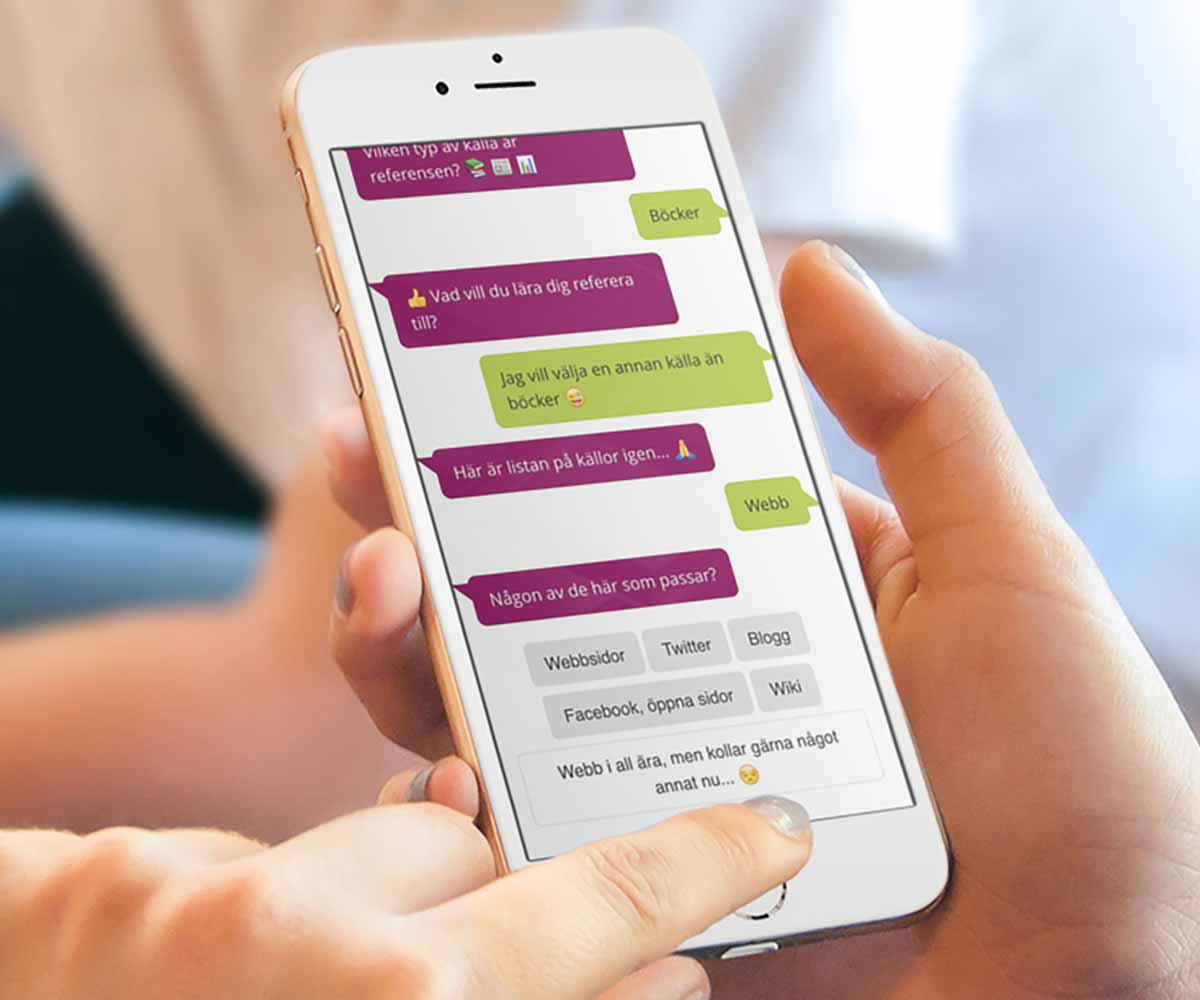 Vilken typ av källa är
referensen? 📚 📰 📊
Böcker
👍 Vad vill du lära dig referera
till?
Jag vill välja en annan källa än
böcker 😜
Här är listan på källor igen... 🙏
Webb
Någon av de här som passar?
Webbsidor Twitter Blogg
Facebook, öppna sidor Wiki
Webb i all ära, men kollar gärna något
annat nu... 😒